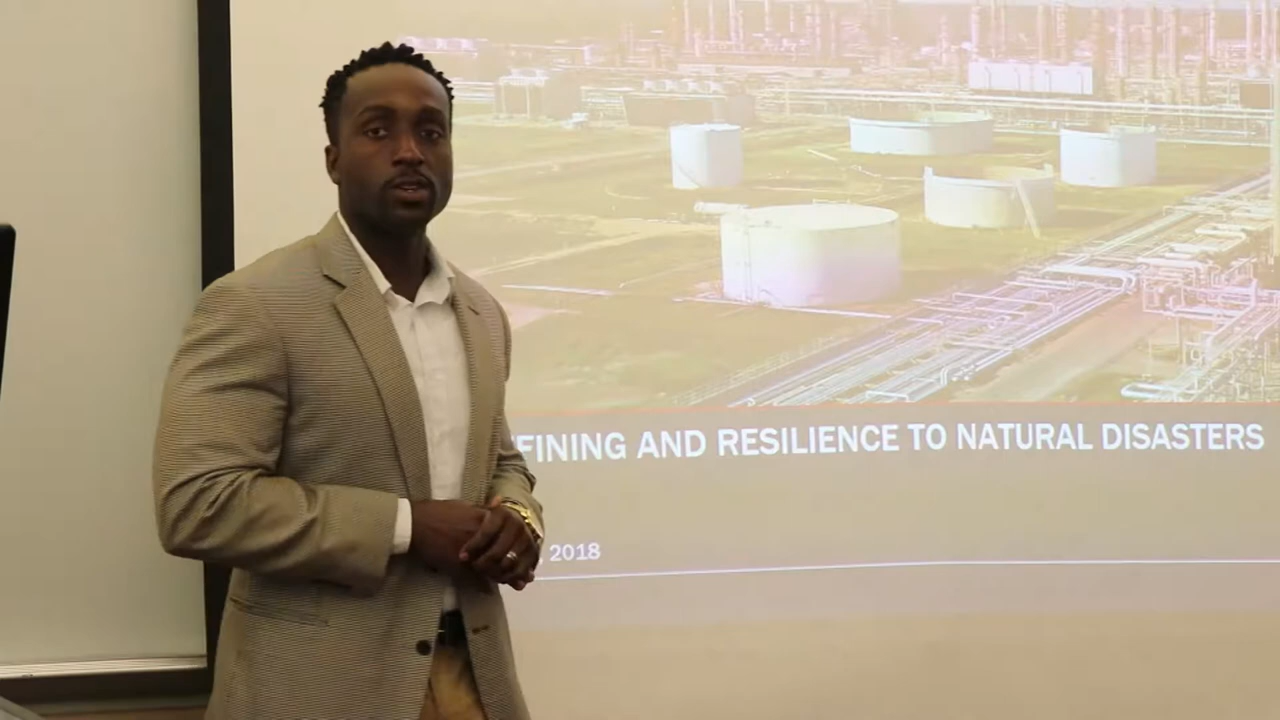 FINING AND RESILIENCE TO NATURAL DISASTERS
, 2018